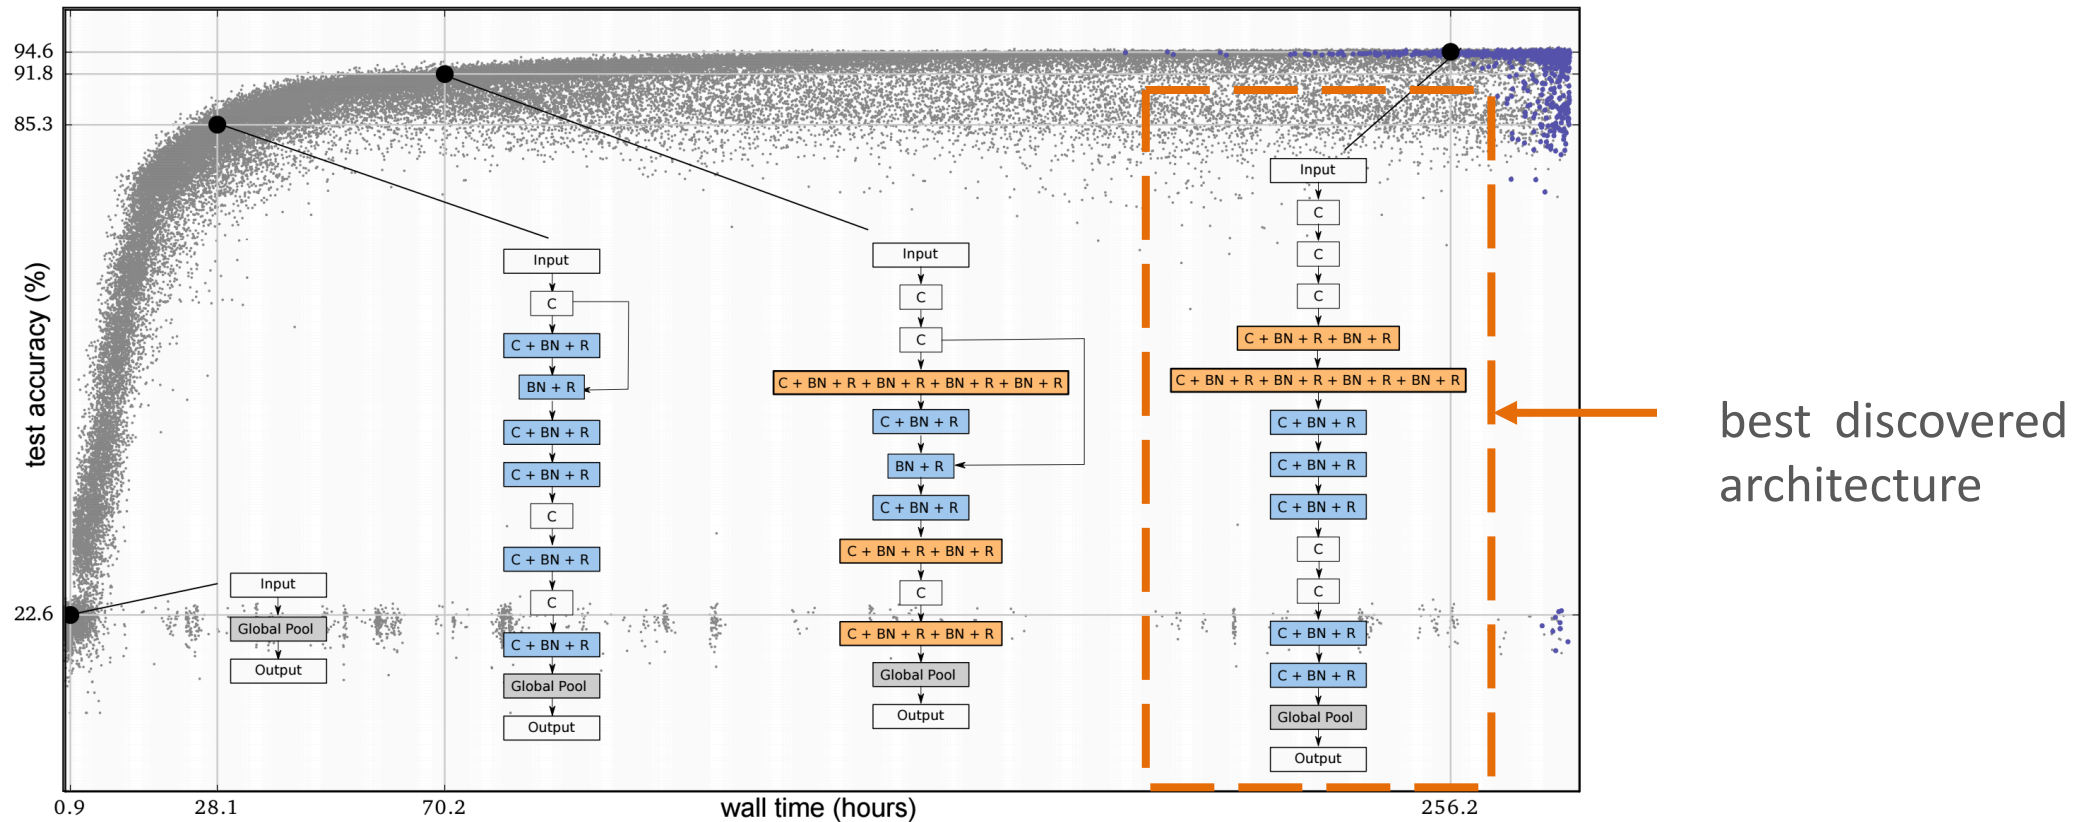 94.6
91.8
85.3
22.6
test accuracy (%)
0.9
28.1
70.2
wall time (hours)
256.2
Input
Global Pool
Output
Input
C
C + BN + R
BN + R
C + BN + R
C + BN + R
C
C + BN + R
C
C + BN + R
Global Pool
Output
Input
C
C
C + BN + R + BN + R + BN + R + BN + R
C + BN + R
BN + R
C + BN + R
C + BN + R + BN + R
C
C + BN + R + BN + R
Global Pool
Output
Input
C
C
C
C + BN + R + BN + R
C + BN + R + BN + R + BN + R + BN + R
C + BN + R
C + BN + R
C + BN + R
C
C
C + BN + R
C + BN + R
Global Pool
Output
best discovered
architecture